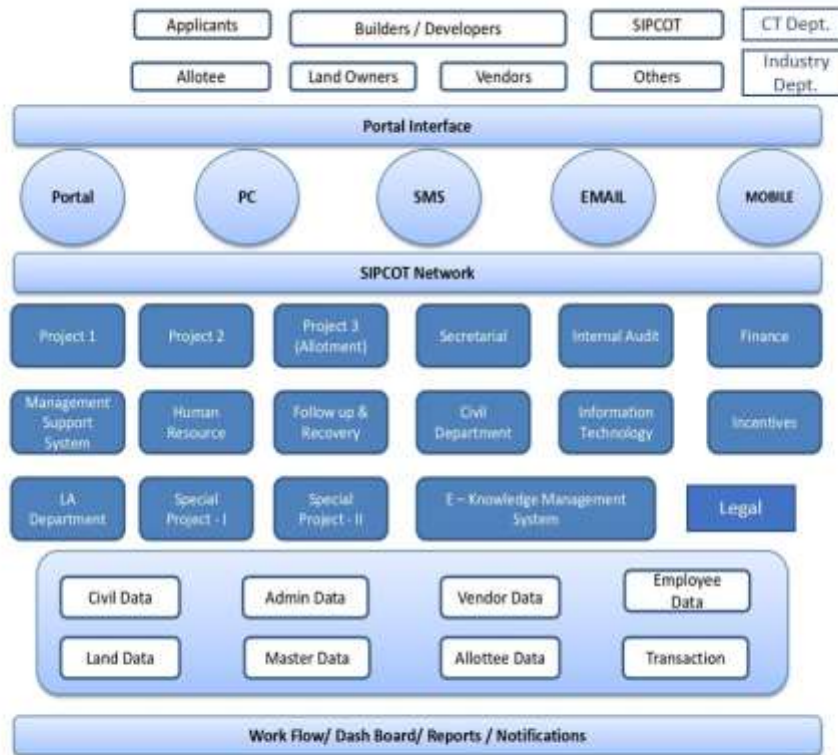 Applicants
Builders / Developers
SIPCOT
CT Dept.
Allotee
Land Owners
Vendors
Others
Industry
Dept.
Portal Interface
Portal
PC
SMS
EMAIL
MOBILE
SIPCOT Network
Project 1
Project 2
Project 3
(Allotment)
Secretarial
Internal Audit
Finance
Management
Support
System
Human
Resource
Follow up &
Recovery
Civil
Department
Information
Technology
Incentives
LA
Department
Special
Project - I
Special
Project - II
E – Knowledge Management
System
Legal
Civil Data
Admin Data
Vendor Data
Employee
Data
Land Data
Master Data
Allottee Data
Transaction
Work Flow/ Dash Board/ Reports / Notifications